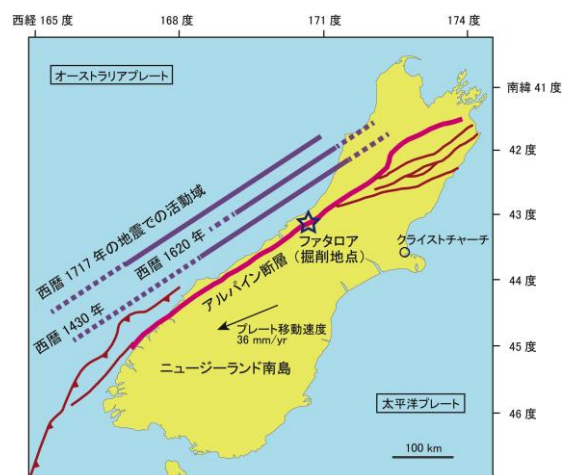 西経 165 度
168 度
171 度
174 度
オーストラリアプレート
南緯 41 度
42 度
43 度
44 度
45 度
46 度
西暦 1717 年の地震での活動域
西暦 1620 年
西暦 1430 年
アルパイン断層
ファタロア
(掘削地点)
クライストチャーチ
プレート移動速度
36 mm/yr
ニュージーランド南島
太平洋プレート
100 km